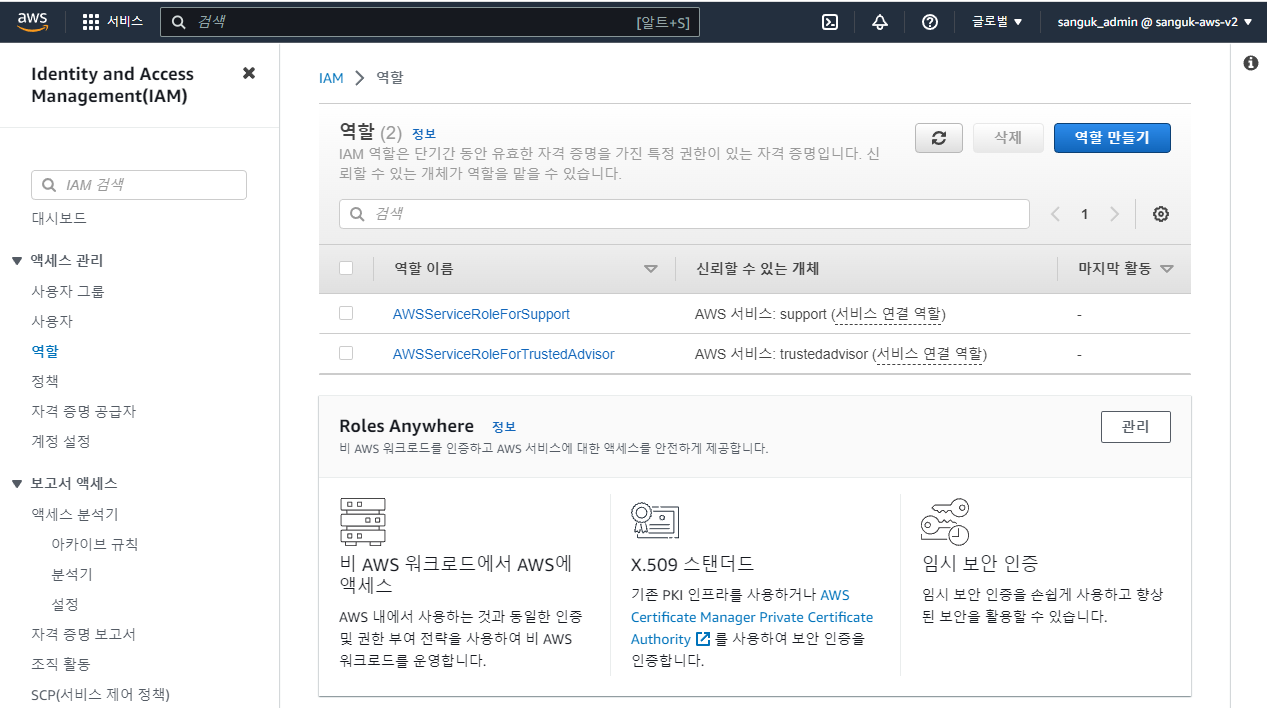 aws
서비스
검색
[알트+S]
글로벌
sanguk_admin @ sanguk-aws-v2
Identity and Access
Management(IAM)
IAM 검색
대시보드
액세스 관리
사용자 그룹
사용자
역할
정책
자격 증명 공급자
계정 설정
보고서 액세스
액세스 분석기
아카이브 규칙
분석기
설정
자격 증명 보고서
조직 활동
SCP(서비스 제어 정책)
IAM
역할
역할 (2) 정보
IAM 역할은 단기간 동안 유효한 자격 증명을 가진 특정 권한이 있는 자격 증명입니다. 신
뢰할 수 있는 개체가 역할을 맡을 수 있습니다.
삭제
역할 만들기
검색
1
역할 이름
신뢰할 수 있는 개체
마지막 활동
AWSServiceRoleForSupport
AWS 서비스: support (서비스 연결 역할)
-
AWSServiceRoleForTrustedAdvisor
AWS 서비스: trustedadvisor (서비스 연결 역할)
-
Roles Anywhere 정보
비 AWS 워크로드를 인증하고 AWS 서비스에 대한 액세스를 안전하게 제공합니다.
관리
비 AWS 워크로드에서 AWS에
액세스
AWS 내에서 사용하는 것과 동일한 인증
및 권한 부여 전략을 사용하여 비 AWS
워크로드를 운영합니다.
X.509 스탠더드
기존 PKI 인프라를 사용하거나 AWS
Certificate Manager Private Certificate
Authority 를 사용하여 보안 인증을
인증합니다.
임시 보안 인증
임시 보안 인증을 손쉽게 사용하고 향상
된 보안을 활용할 수 있습니다.